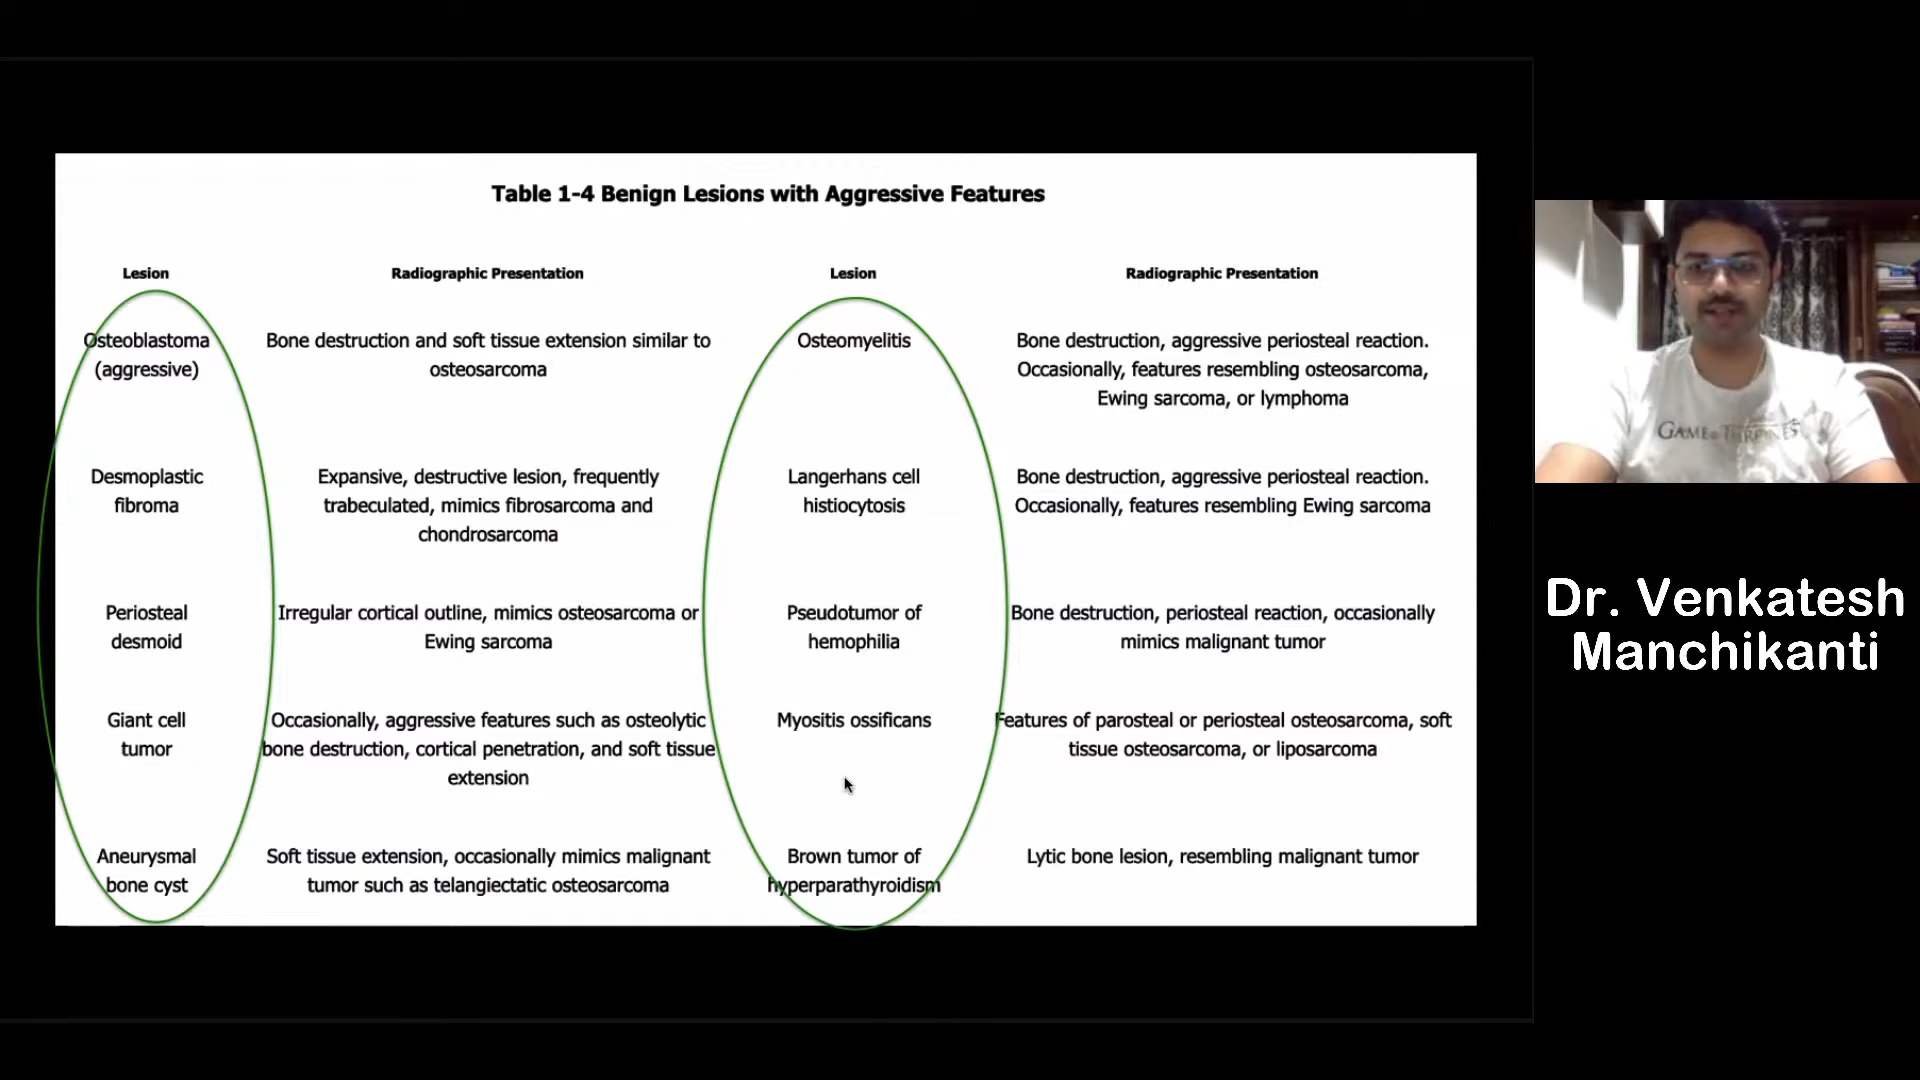 Table 1-4 Benign Lesions with Aggressive Features
Lesion
Radiographic Presentation
Lesion
Radiographic Presentation
Osteoblastoma
(aggressive)
Bone destruction and soft tissue extension similar to
osteosarcoma
Osteomyelitis
Bone destruction, aggressive periosteal reaction.
Occasionally, features resembling osteosarcoma,
Ewing sarcoma, or lymphoma
Desmoplastic
fibroma
Expansive, destructive lesion, frequently
trabeculated, mimics fibrosarcoma and
chondrosarcoma
Langerhans cell
histiocytosis
Bone destruction, aggressive periosteal reaction.
Occasionally, features resembling Ewing sarcoma
Periosteal
desmoid
Irregular cortical outline, mimics osteosarcoma or
Ewing sarcoma
Pseudotumor of
hemophilia
Bone destruction, periosteal reaction, occasionally
mimics malignant tumor
Giant cell
tumor
Occasionally, aggressive features such as osteolytic
bone destruction, cortical penetration, and soft tissue
extension
Myositis ossificans
Features of parosteal or periosteal osteosarcoma, soft
tissue osteosarcoma, or liposarcoma
Aneurysmal
bone cyst
Soft tissue extension, occasionally mimics malignant
tumor such as telangiectatic osteosarcoma
Brown tumor of
hyperparathyroidism
Lytic bone lesion, resembling malignant tumor
GAME OF THRONES
Dr. Venkatesh
Manchikanti